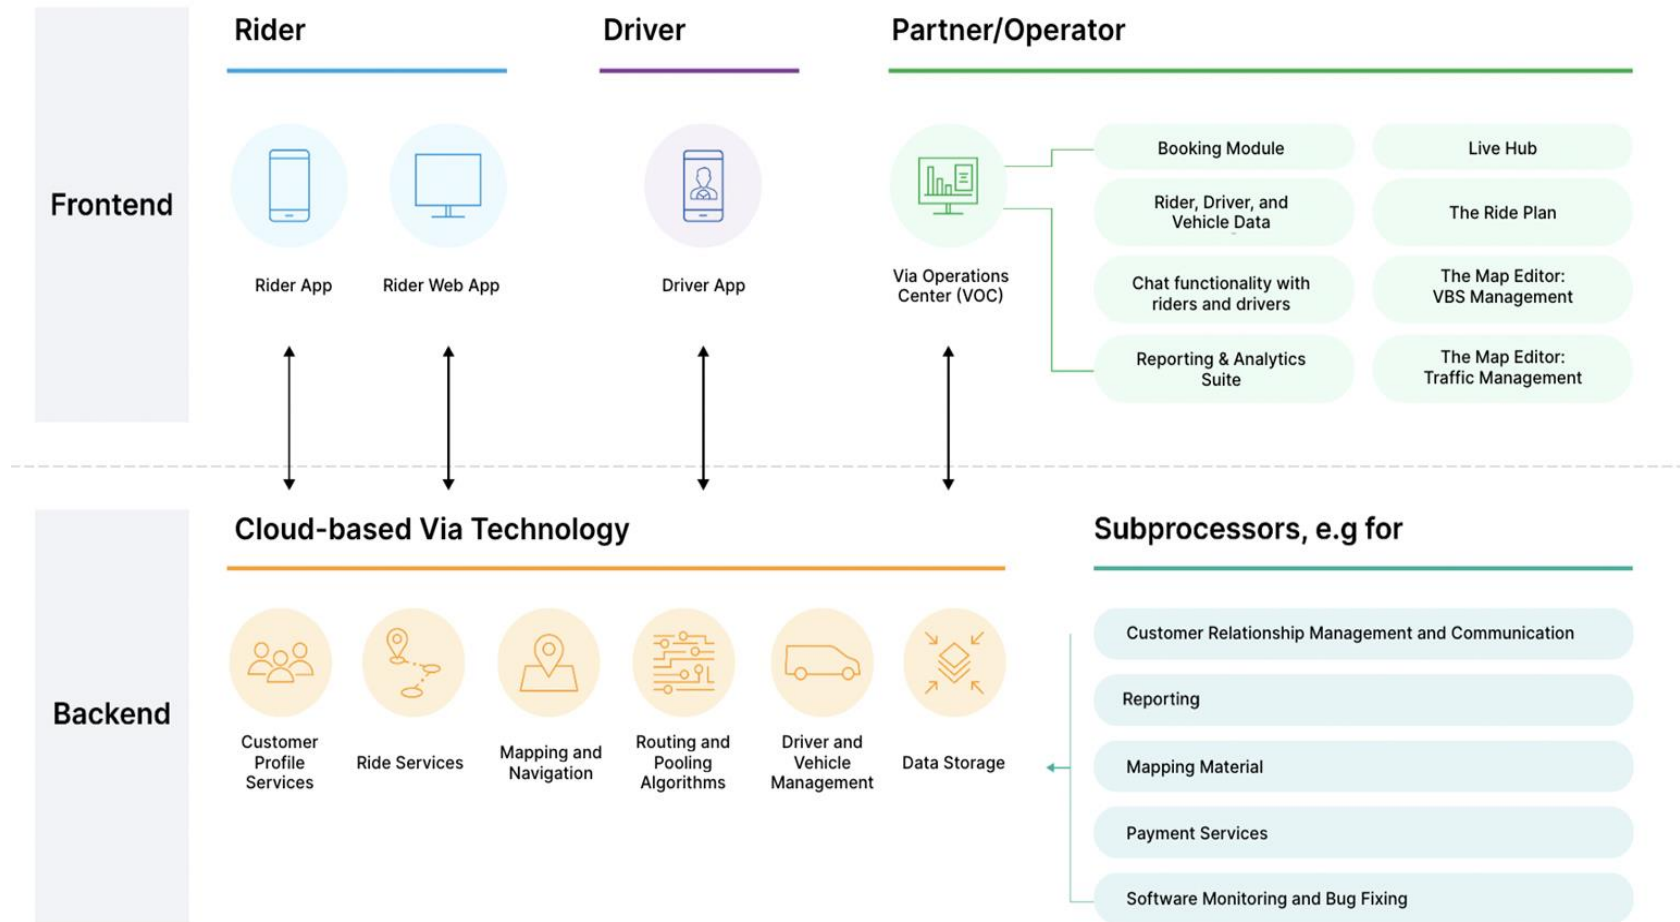 Rider
Driver
Partner/Operator
Frontend
Rider App
Rider Web App
Driver App
Via Operations
Center (VOC)
Booking Module
Live Hub
Rider, Driver, and
Vehicle Data
The Ride Plan
Chat functionality with
riders and drivers
The Map Editor:
VBS Management
Reporting & Analytics
Suite
The Map Editor:
Traffic Management
Backend
Cloud-based Via Technology
Subprocessors, e.g for
Customer
Profile
Services
Ride Services
Mapping and
Navigation
Routing and
Pooling
Algorithms
Driver and
Vehicle
Management
Data Storage
Customer Relationship Management and Communication
Reporting
Mapping Material
Payment Services
Software Monitoring and Bug Fixing